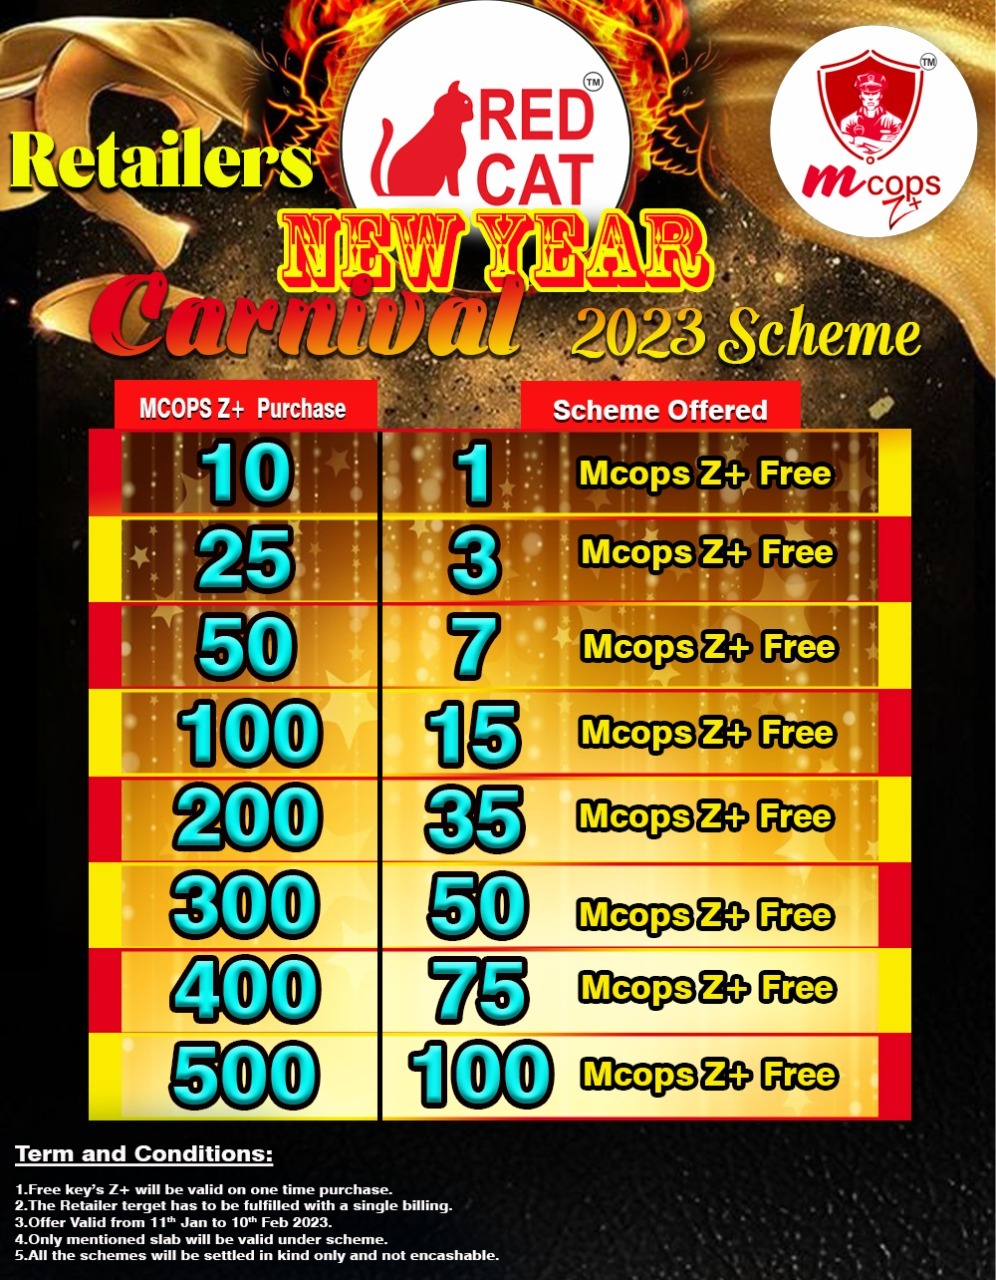 RED
CAT
TM
TM
mcops
Z+
Retailers
NEW YEAR
Carnival 2023 Scheme
MCOPS Z+ Purchase Scheme Offered
10 1 Mcops Z+ Free
25 3 Mcops Z+ Free
50 7 Mcops Z+ Free
100 15 Mcops Z+ Free
200 35 Mcops Z+ Free
300 50 Mcops Z+ Free
400 75 Mcops Z+ Free
500 100 Mcops Z+ Free
Term and Conditions:
1.Free key's Z+ will be valid on one time purchase.
2.The Retailer terget has to be fulfilled with a single billing.
3.Offer Valid from 11th Jan to 10th Feb 2023.
4.Only mentioned slab will be valid under scheme.
5.All the schemes will be settled in kind only and not encashable.